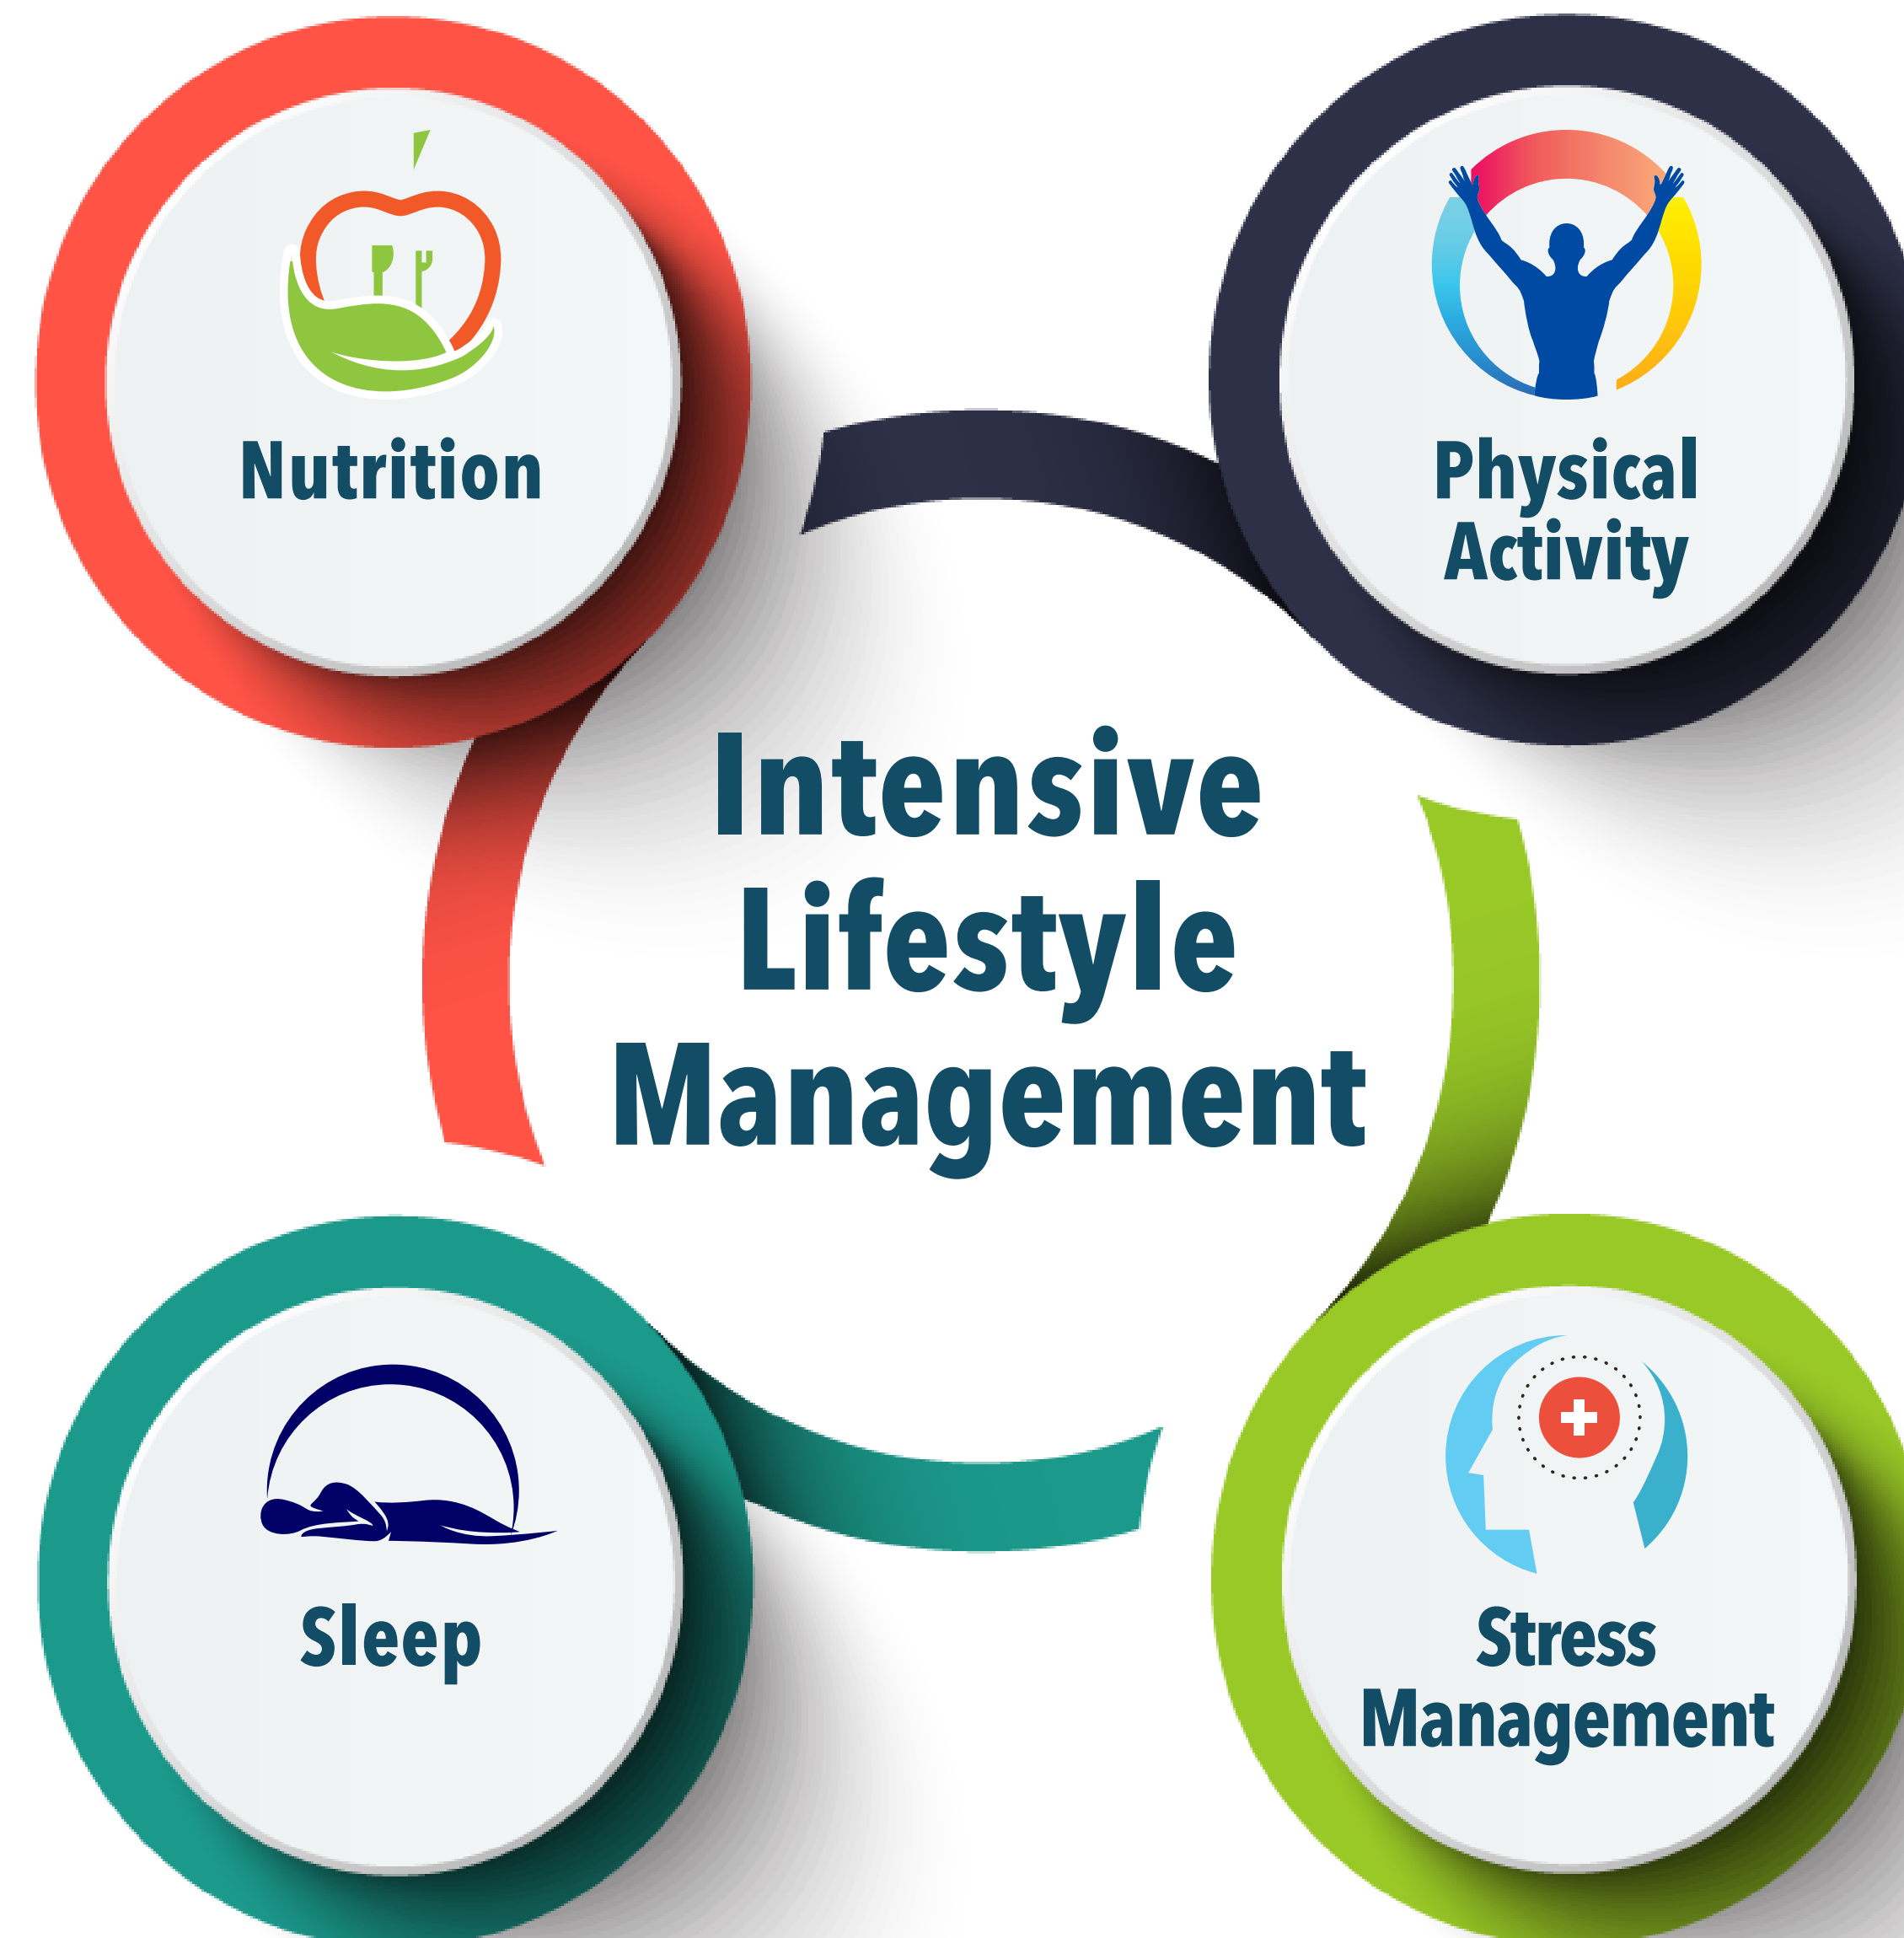 Nutrition
Physical
Activity
Intensive
Lifestyle
Management
Sleep
Stress
Management